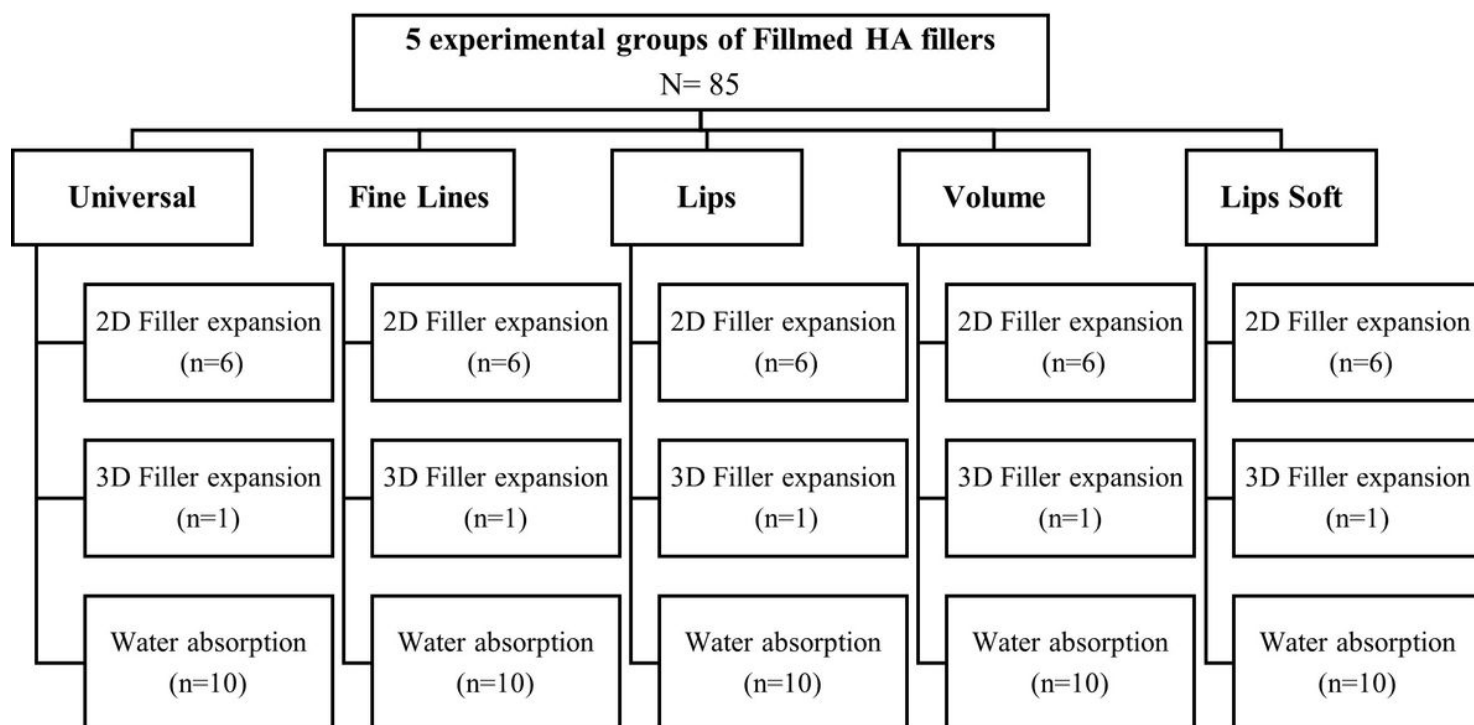 5 experimental groups of Fillmed HA fillers
N= 85
Universal
Fine Lines
Lips
Volume
Lips Soft
2D Filler expansion
(n=6)
2D Filler expansion
(n=6)
2D Filler expansion
(n=6)
2D Filler expansion
(n=6)
2D Filler expansion
(n=6)
3D Filler expansion
(n=1)
3D Filler expansion
(n=1)
3D Filler expansion
(n=1)
3D Filler expansion
(n=1)
3D Filler expansion
(n=1)
Water absorption
(n=10)
Water absorption
(n=10)
Water absorption
(n=10)
Water absorption
(n=10)
Water absorption
(n=10)